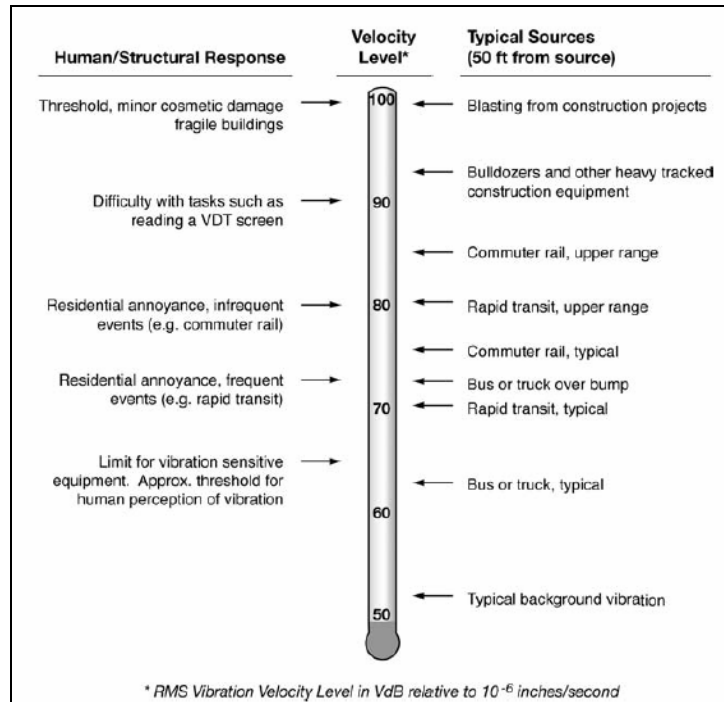 Human/Structural Response
Velocity
Level*
Typical Sources
(50 ft from source)
Threshold, minor cosmetic damage
fragile buildings
100
Blasting from construction projects
Bulldozers and other heavy tracked
construction equipment
Difficulty with tasks such as
reading a VDT screen
90
Commuter rail, upper range
Residential annoyance, infrequent
events (e.g. commuter rail)
80
Rapid transit, upper range
Commuter rail, typical
Residential annoyance, frequent
events (e.g. rapid transit)
Bus or truck over bump
70
Rapid transit, typical
Limit for vibration sensitive
equipment. Approx. threshold for
human perception of vibration
Bus or truck, typical
60
Typical background vibration
50
* RMS Vibration Velocity Level in VdB relative to 10⁻⁶ inches/second